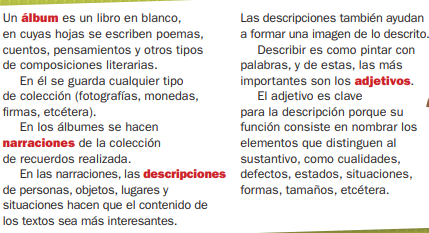 Un álbum es un libro en blanco,
en cuyas hojas se escriben poemas,
cuentos, pensamientos y otros tipos
de composiciones literarias.
En él se guarda cualquier tipo
de colección (fotografías, monedas,
firmas, etcétera).
En los álbumes se hacen
narraciones de la colección
de recuerdos realizada.
En las narraciones, las descripciones
de personas, objetos, lugares y
situaciones hacen que el contenido de
los textos sea más interesantes.
Las descripciones también ayudan
a formar una imagen de lo descrito.
Describir es como pintar con
palabras, y de estas, las más
importantes son los adjetivos.
El adjetivo es clave
para la descripción porque su
función consiste en nombrar los
elementos que distinguen al
sustantivo, como cualidades,
defectos, estados, situaciones,
formas, tamaños, etcétera.